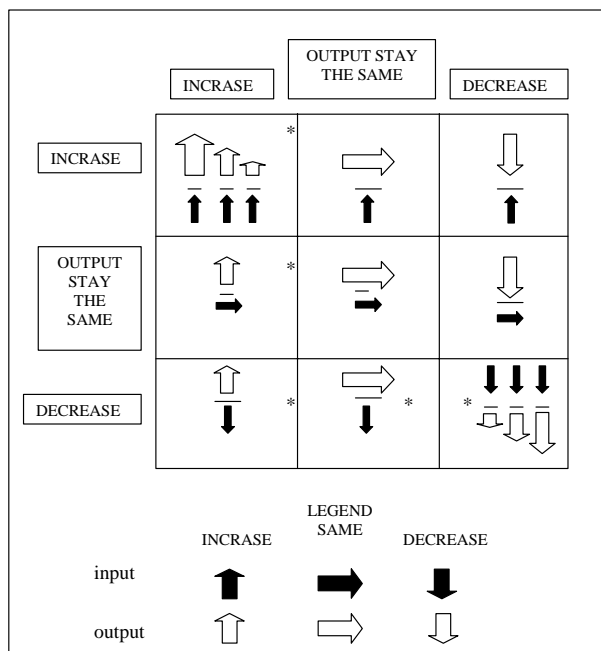 OUTPUT STAY
THE SAME
INCRASE
DECREASE
INCRASE
*
OUTPUT
STAY
THE
SAME
*
DECREASE
*
*
*
LEGEND
SAME
INCRASE
DECREASE
input
output